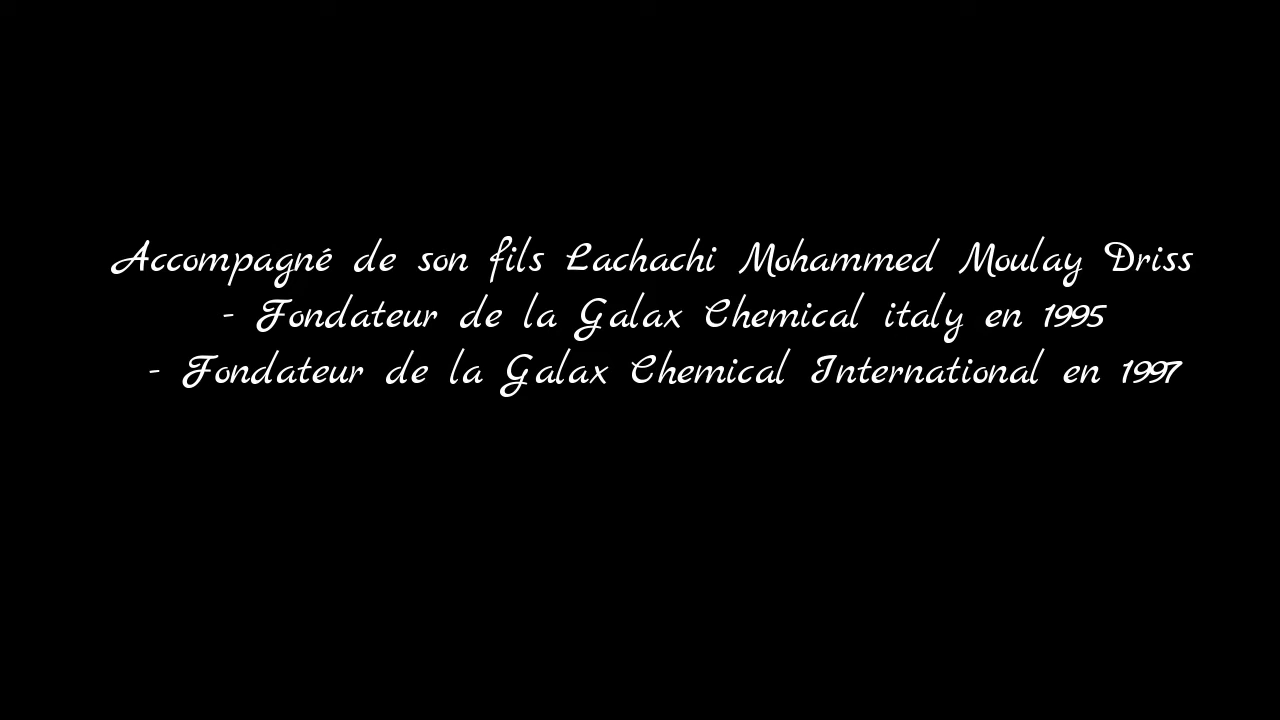 Accompagné de son fils Lachachi Mohammed Moulay Driss
- Fondateur de la Galax Chemical italy en 1995
- Fondateur de la Galax Chemical International en 1997